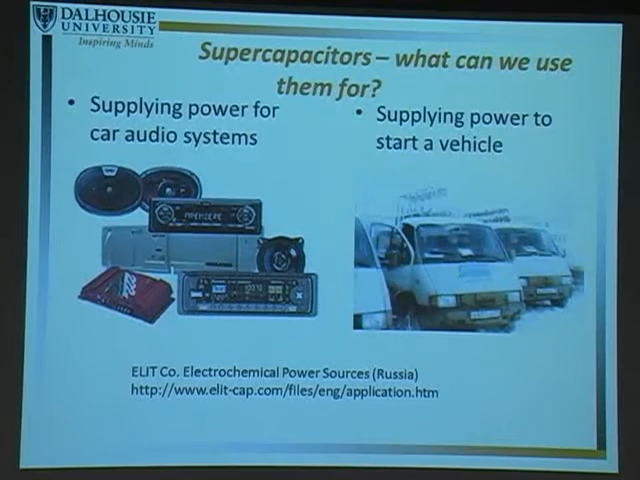 DALHOUSIE
UNIVERSITY
Inspiring Minds
Supercapacitors – what can we use
them for?
• Supplying power for
car audio systems
• Supplying power to
start a vehicle
ELIT Co. Electrochemical Power Sources (Russia)
http://www.elit-cap.com/files/eng/application.htm